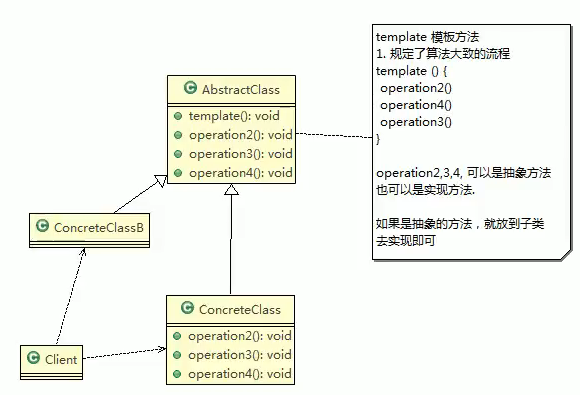 AbstractClass
template(): void
operation2(): void
operation3(): void
operation4(): void
template 模板方法
1. 规定了算法大致的流程
template () {
operation2()
operation4()
operation3()
}
operation2,3,4, 可以是抽象方法
也可以是实现方法.
如果是抽象的方法，就放到子类
去实现即可
ConcreteClassB
ConcreteClass
operation2(): void
operation3(): void
operation4(): void
Client